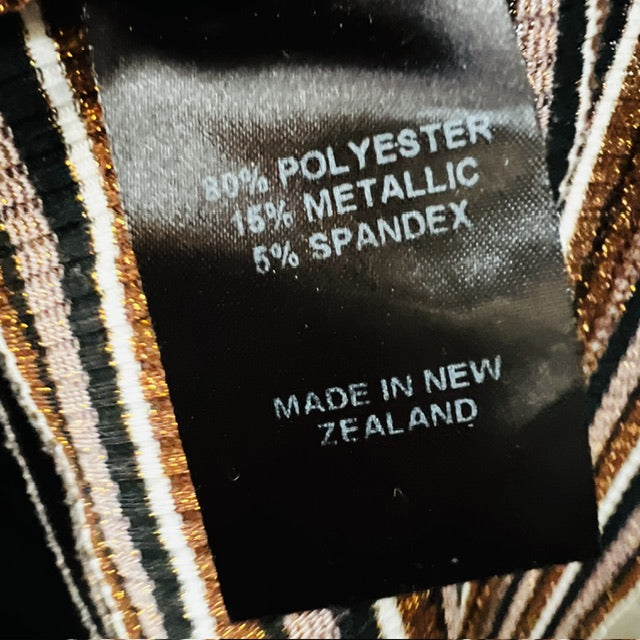 80% POLYESTER
15% METALLIC
5% SPANDEX
MADE IN NEW
ZEALAND